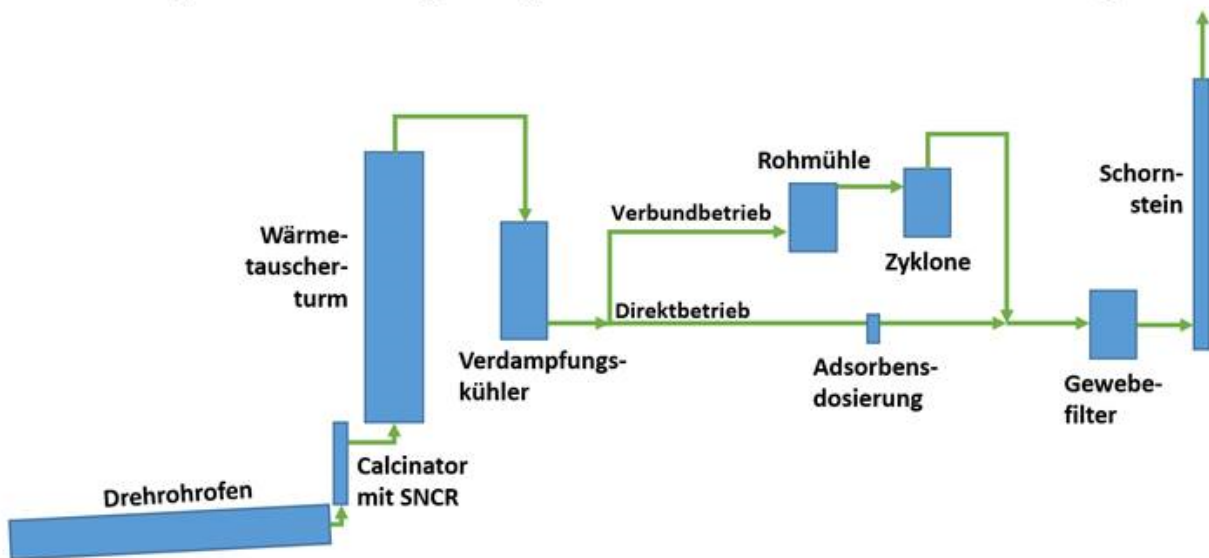 Rohmühle
Schorn-
stein
Verbundbetrieb
Wärme-
tauscher-
turm
Zyklone
Direktbetrieb
Verdampfungs-
kühler
Adsorbens-
dosierung
Gewebe-
filter
Calcinator
mit SNCR
Drehrohrofen